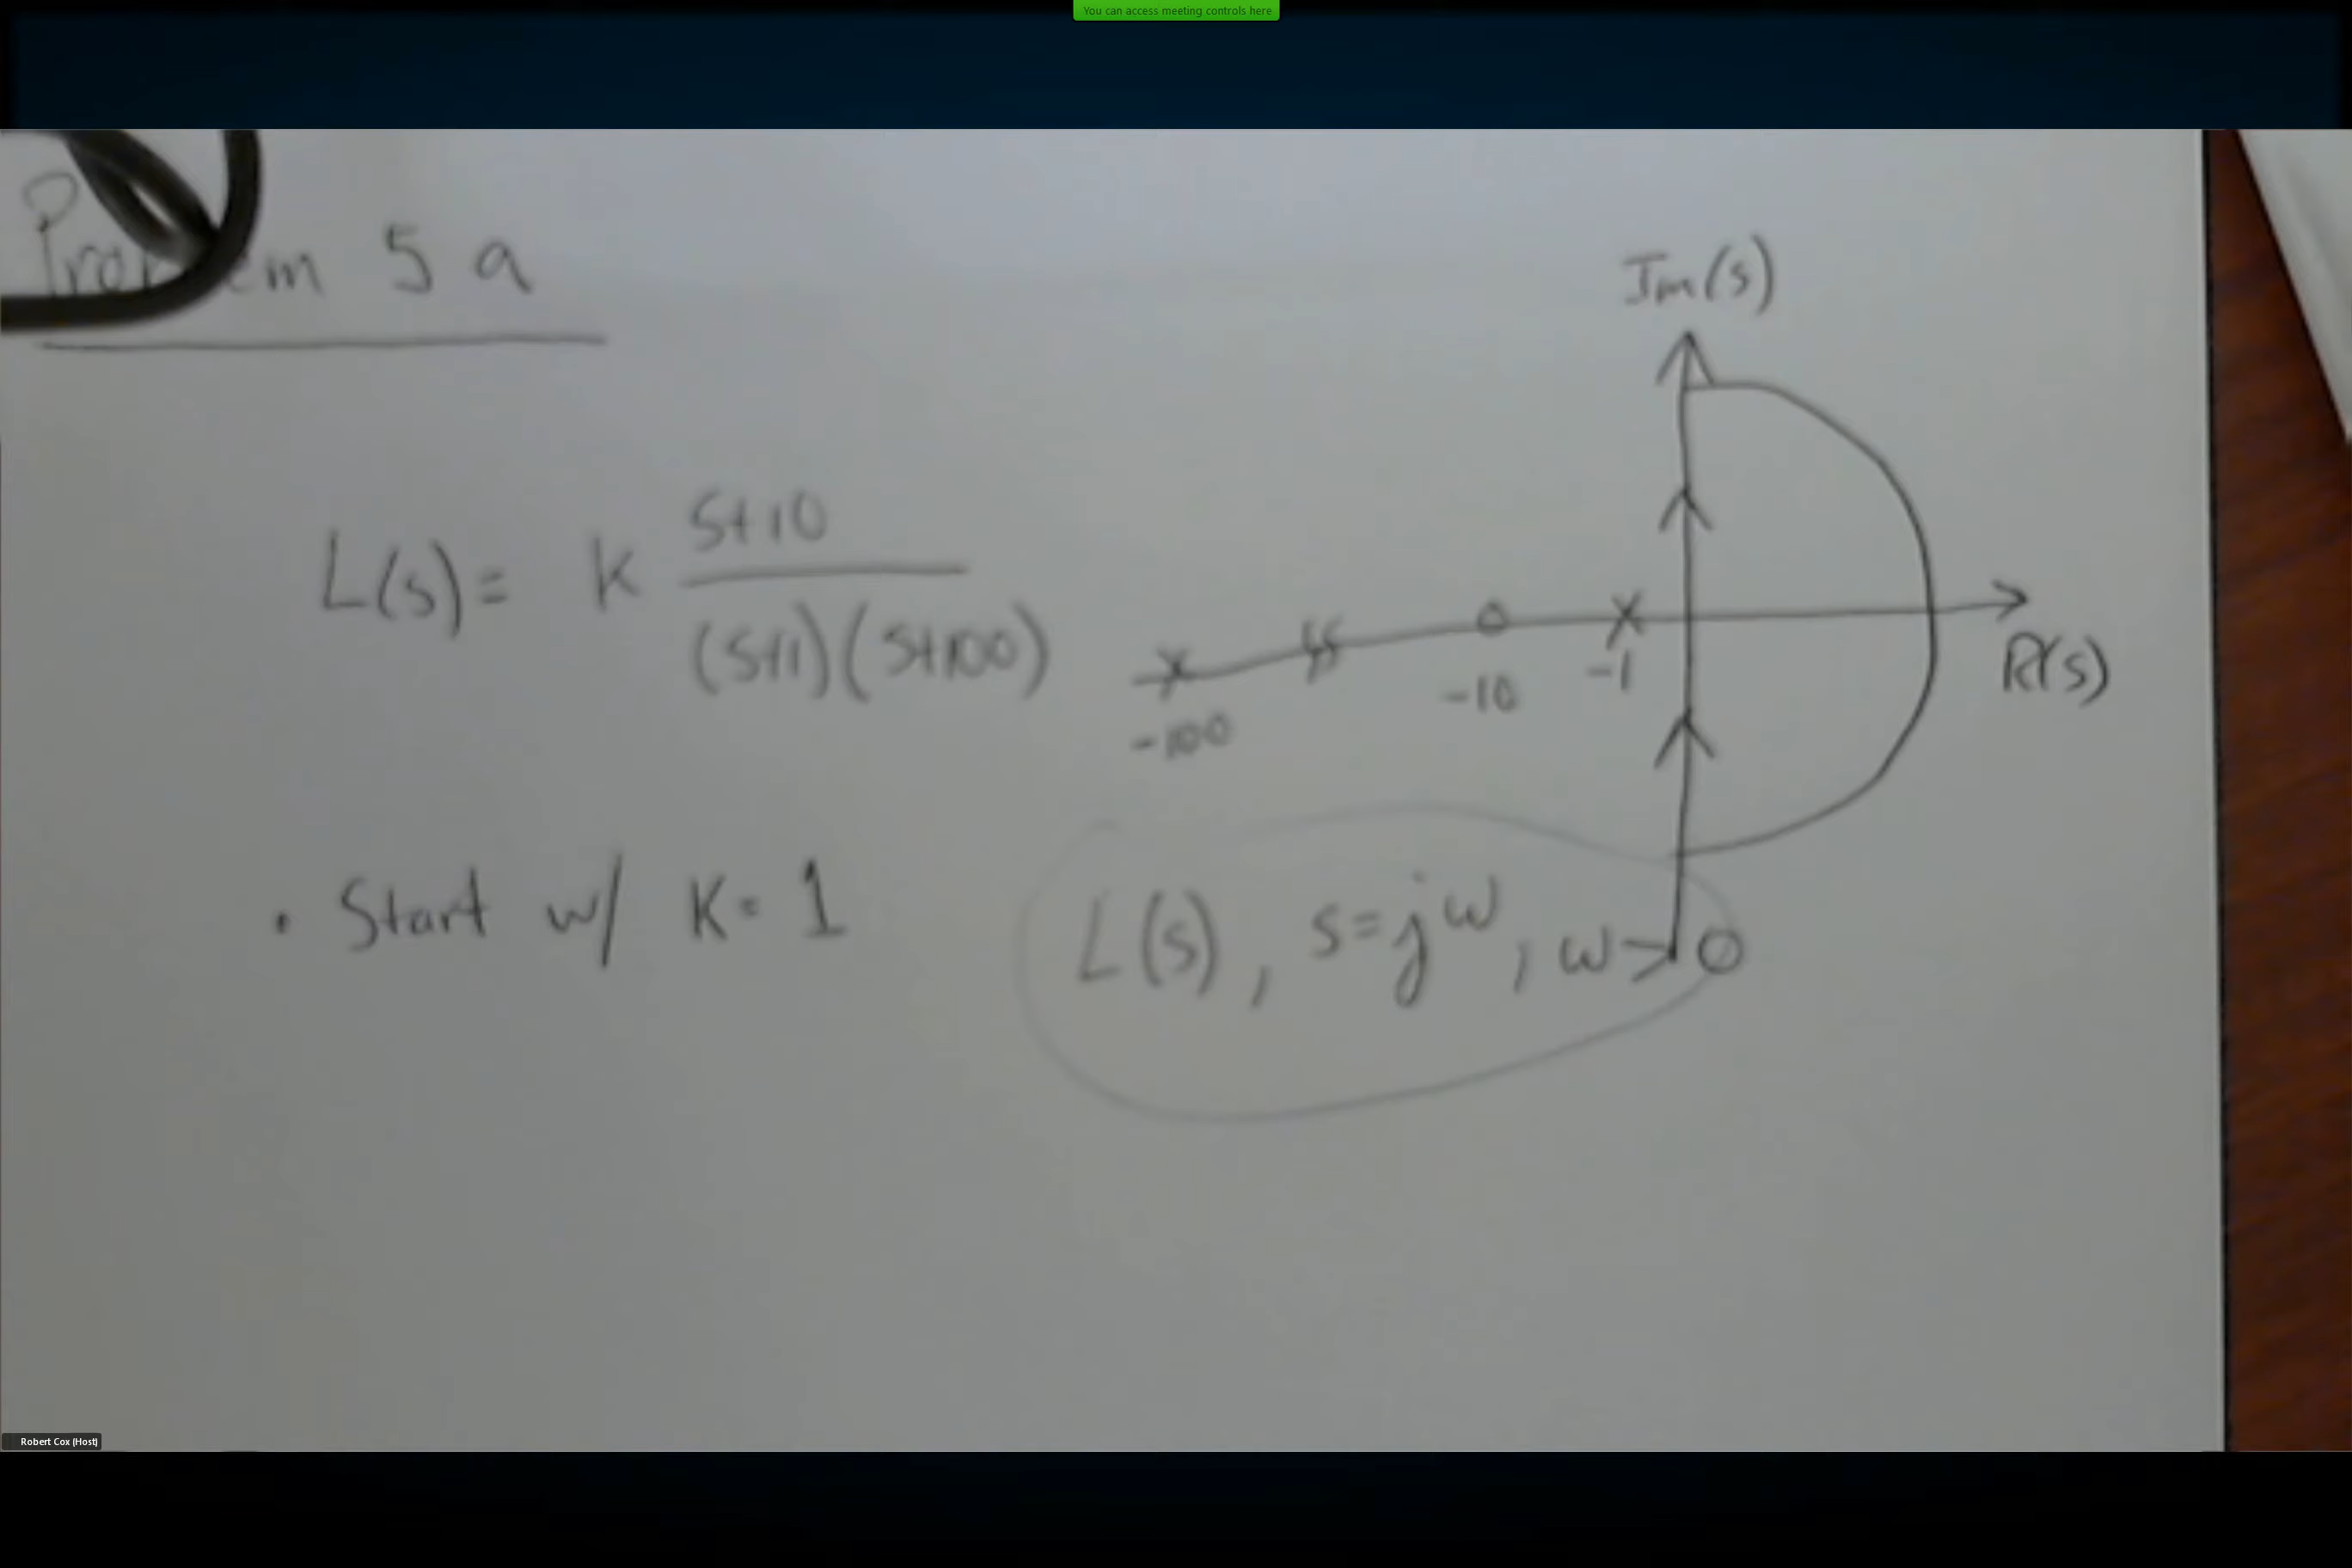 You can access meeting controls here
Problem 5 a
Im(s)
L(s) = k s+10
(s+1)(s+100)
R(s)
-100 -10 -1
• Start w/ K= 1
L(s), s=jω, ω>0
Robert Cox (Host)